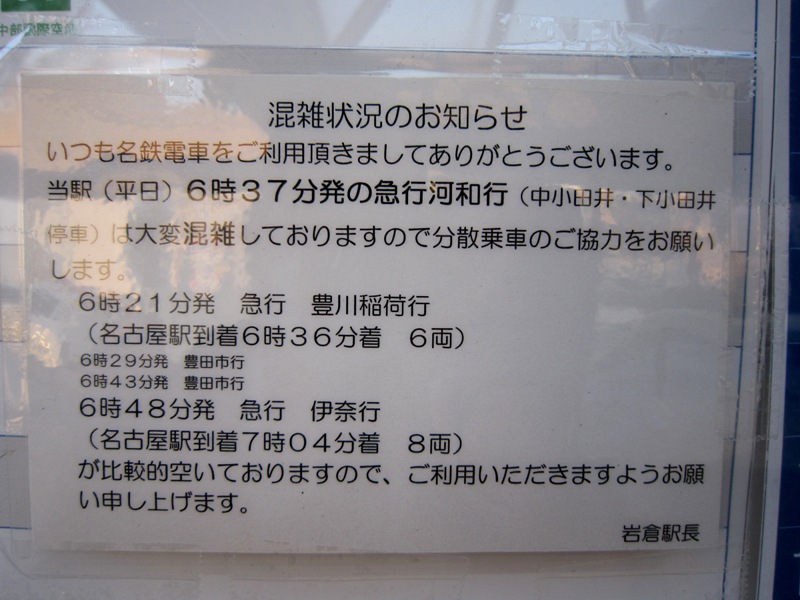 中部国際空港
混雑状況のお知らせ
いつも名鉄電車をご利用頂きましてありがとうございます。
当駅（平日）６時３７分発の急行河和行（中小田井・下小田井
停車）は大変混雑しておりますので分散乗車のご協力をお願い
します。
６時２１分発　急行　豊川稲荷行
（名古屋駅到着６時３６分着　６両）
６時２９分発　豊田市行
６時４３分発　豊田市行
６時４８分発　急行　伊奈行
（名古屋駅到着７時０４分着　８両）
が比較的空いておりますので、ご利用いただきますようお願
い申し上げます。
岩倉駅長